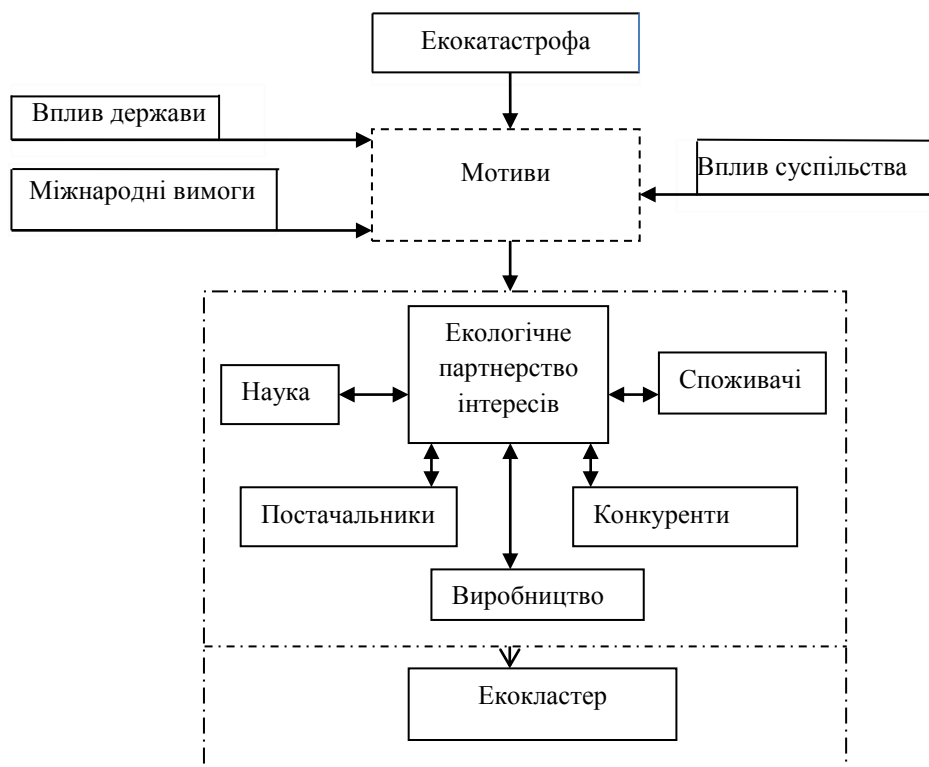 Екокатастрофа
Вплив держави
Мотиви
Вплив суспільства
Міжнародні вимоги
Екологічне
партнерство
інтересів
Наука
Споживачі
Постачальники
Конкуренти
Виробництво
Екокластер